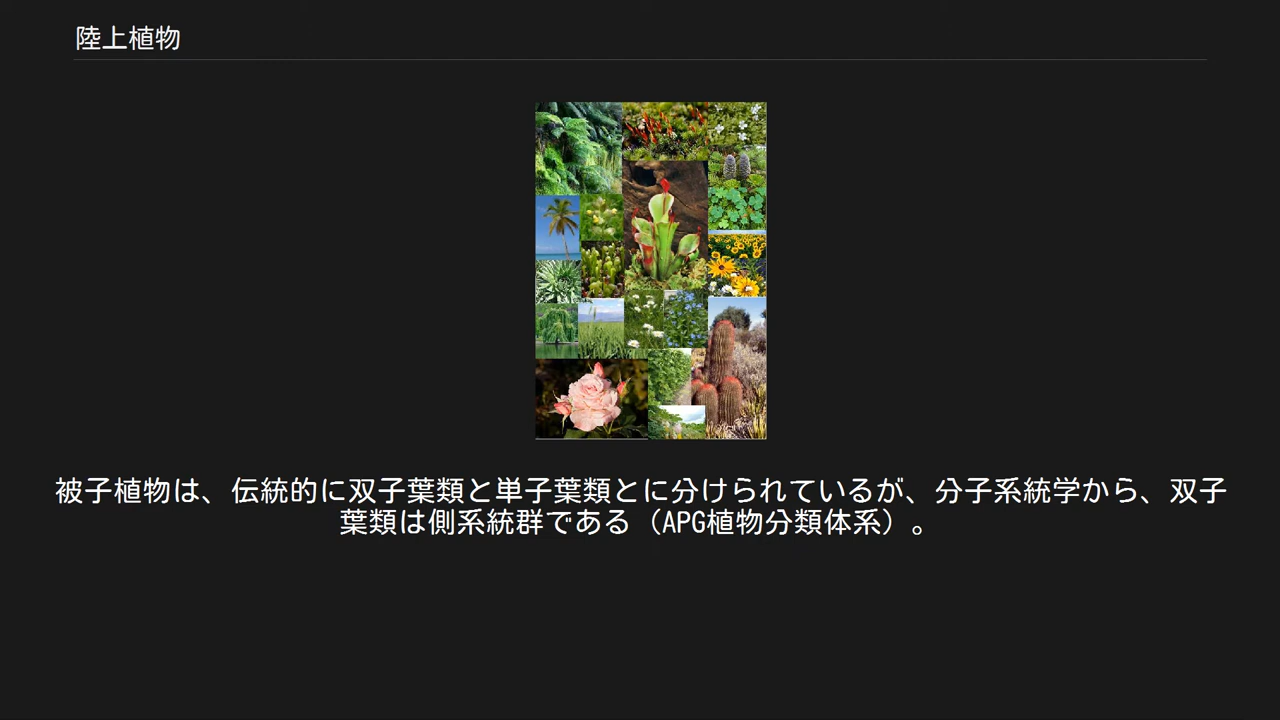 陸上植物
被子植物は、伝統的に双子葉類と単子葉類とに分けられているが、分子系統学から、双子
葉類は側系統群である（APG植物分類体系）。